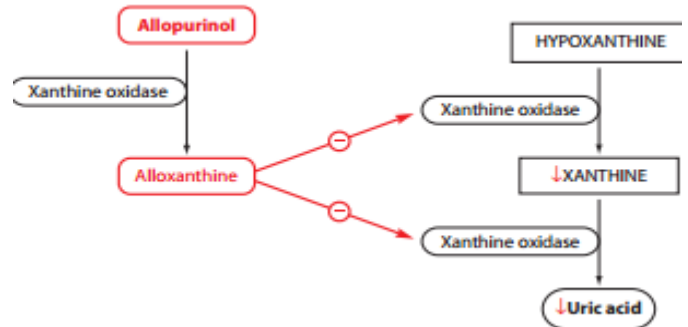 Allopurinol
HYPOXANTHINE
Xanthine oxidase
Xanthine oxidase
−
Alloxanthine
↓XANTHINE
−
Xanthine oxidase
↓Uric acid